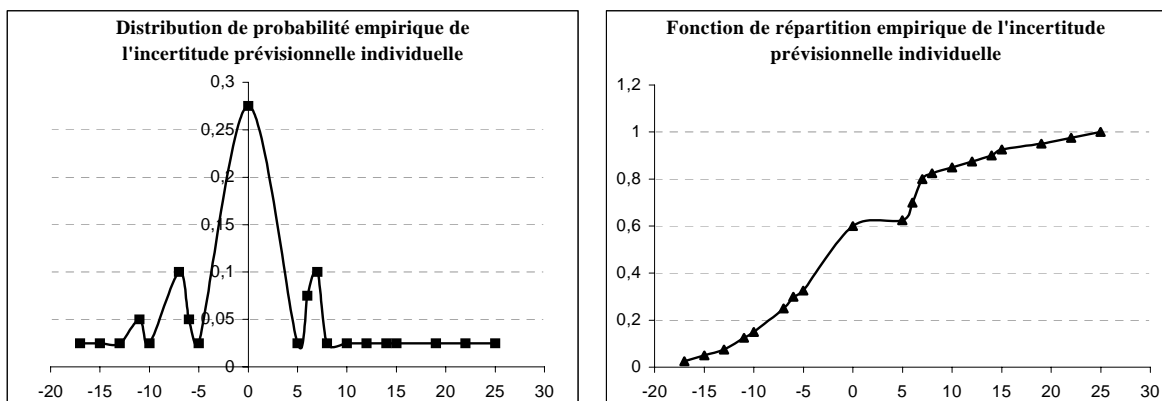 Distribution de probabilité empirique de
l'incertitude prévisionnelle individuelle
0,3
0,25
0,2
0,15
0,1
0,05
0
-20 -15 -10 -5 0 5 10 15 20 25 30
Fonction de répartition empirique de l'incertitude
prévisionnelle individuelle
1,2
1
0,8
0,6
0,4
0,2
0
-20 -15 -10 -5 0 5 10 15 20 25 30